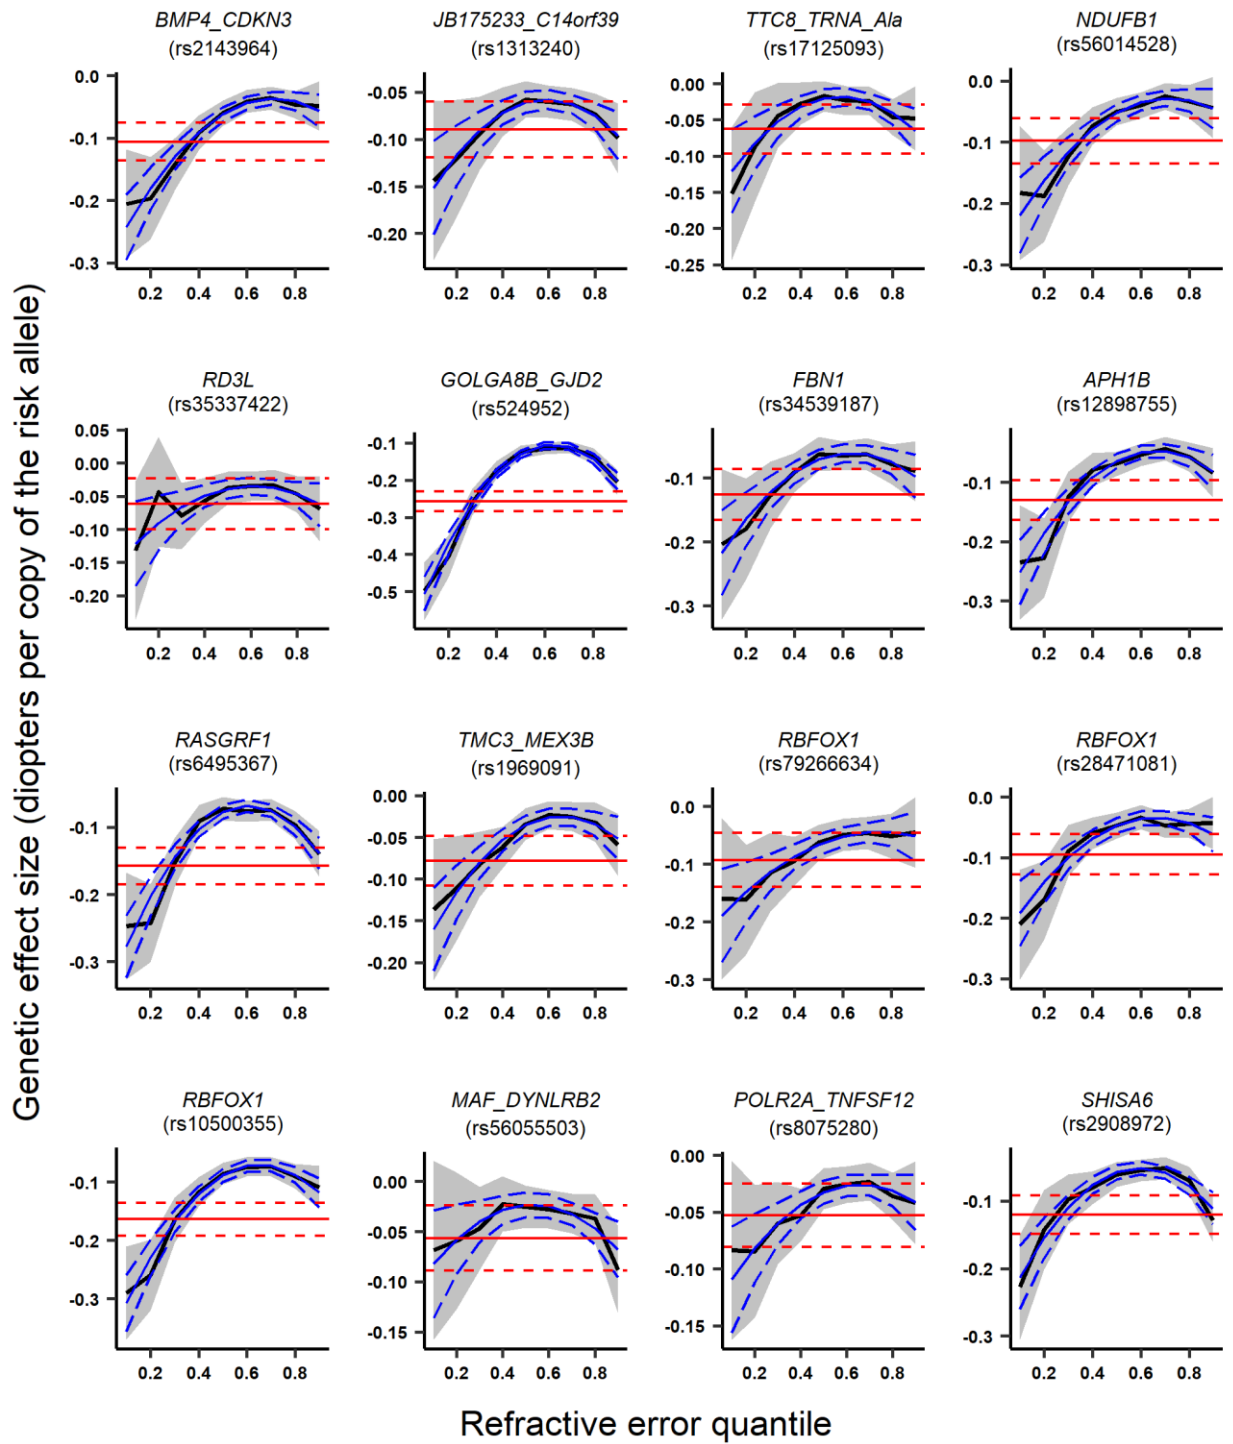 Genetic effect size (diopters per copy of the risk allele)
BMP4_CDKN3
(rs2143964)
0.0
-0.1
-0.2
-0.3
0.2 0.4 0.6 0.8
JB175233_C14orf39
(rs1313240)
-0.05
-0.10
-0.15
-0.20
0.2 0.4 0.6 0.8
TTC8_TRNA_Ala
(rs17125093)
0.00
-0.05
-0.10
-0.15
-0.20
-0.25
0.2 0.4 0.6 0.8
NDUFB1
(rs56014528)
0.0
-0.1
-0.2
-0.3
0.2 0.4 0.6 0.8
RD3L
(rs35337422)
0.05
0.00
-0.05
-0.10
-0.15
-0.20
0.2 0.4 0.6 0.8
GOLGA8B_GJD2
(rs524952)
-0.1
-0.2
-0.3
-0.4
-0.5
0.2 0.4 0.6 0.8
FBN1
(rs34539187)
-0.1
-0.2
-0.3
0.2 0.4 0.6 0.8
APH1B
(rs12898755)
-0.1
-0.2
-0.3
0.2 0.4 0.6 0.8
RASGRF1
(rs6495367)
-0.1
-0.2
-0.3
0.2 0.4 0.6 0.8
TMC3_MEX3B
(rs1969091)
0.00
-0.05
-0.10
-0.15
-0.20
0.2 0.4 0.6 0.8
RBFOX1
(rs79266634)
0.0
-0.1
-0.2
-0.3
0.2 0.4 0.6 0.8
RBFOX1
(rs28471081)
0.0
-0.1
-0.2
-0.3
0.2 0.4 0.6 0.8
RBFOX1
(rs10500355)
-0.1
-0.2
-0.3
0.2 0.4 0.6 0.8
MAF_DYNLRB2
(rs56055503)
0.00
-0.05
-0.10
-0.15
0.2 0.4 0.6 0.8
POLR2A_TNFSF12
(rs8075280)
0.00
-0.05
-0.10
-0.15
0.2 0.4 0.6 0.8
SHISA6
(rs2908972)
-0.1
-0.2
-0.3
0.2 0.4 0.6 0.8
Refractive error quantile